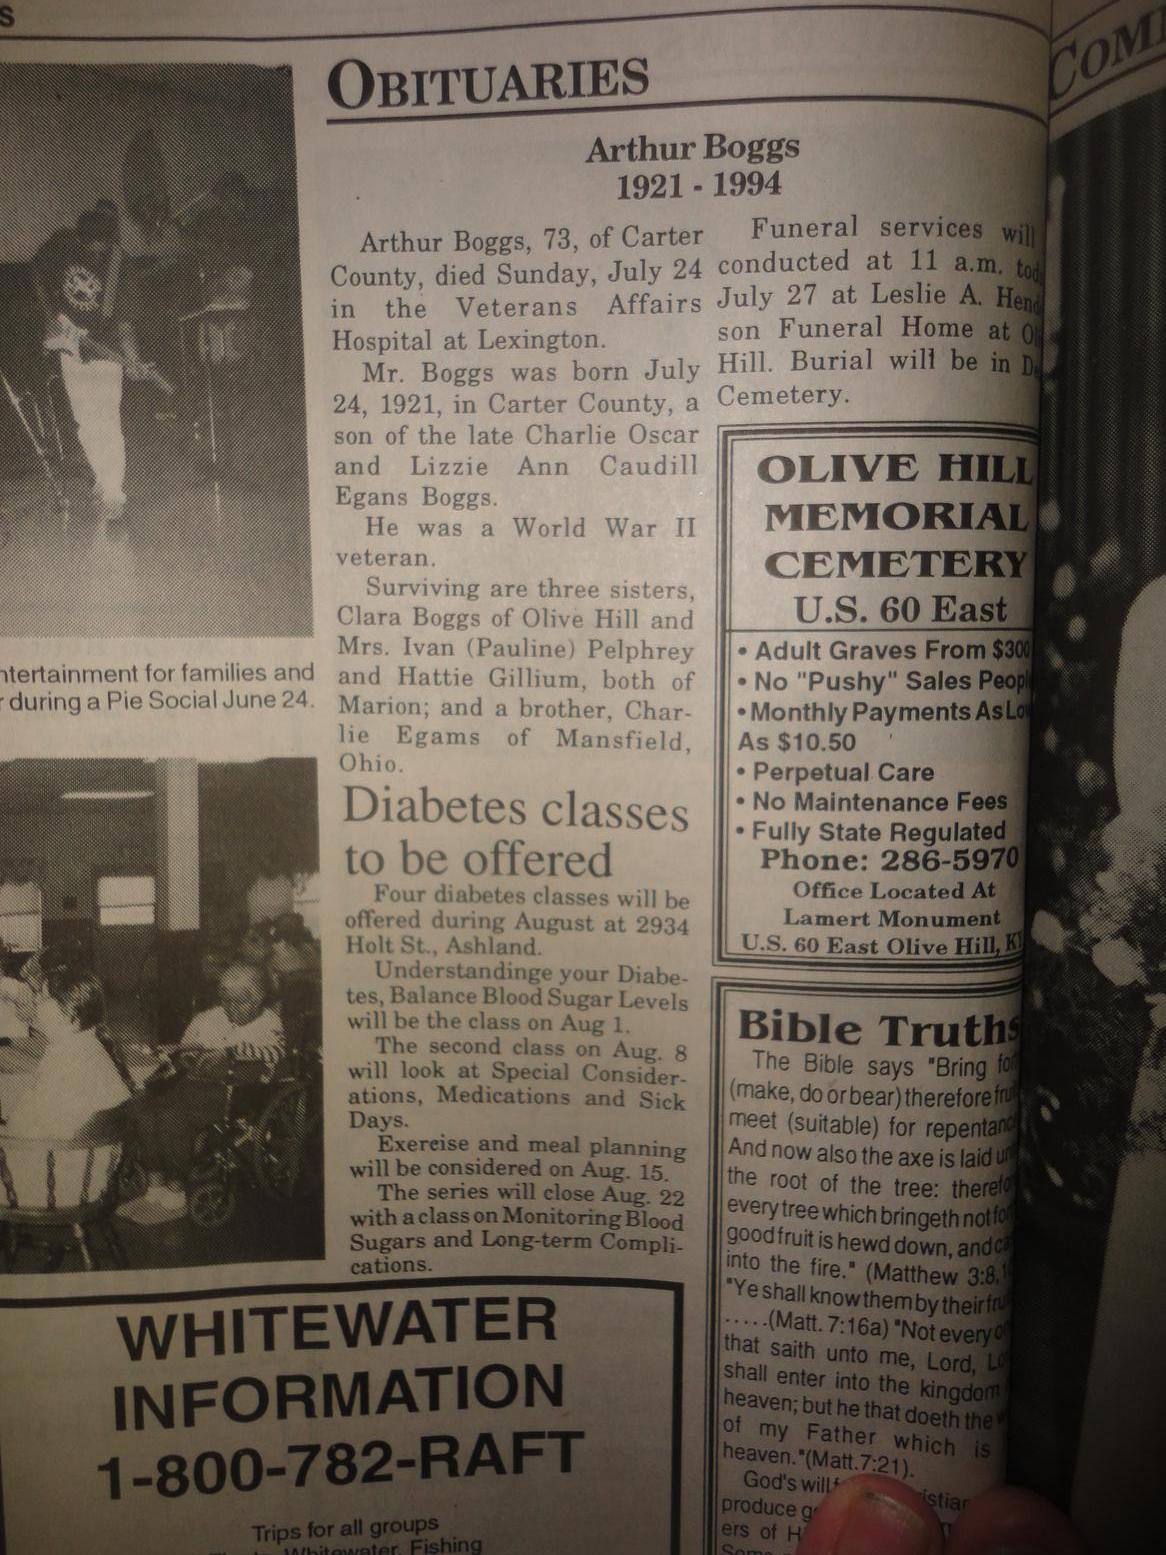 s
OBITUARIES
COM
Arthur Boggs
1921 - 1994
Arthur Boggs, 73, of Carter
County, died Sunday, July 24
in the Veterans Affairs
Hospital at Lexington.
Mr. Boggs was born July
24, 1921, in Carter County, a
son of the late Charlie Oscar
and Lizzie Ann Caudill
Egans Boggs.
He was a World War II
veteran.
Surviving are three sisters,
Clara Boggs of Olive Hill and
Mrs. Ivan (Pauline) Pelphrey
and Hattie Gillium, both of
Marion; and a brother, Char-
lie Egams of Mansfield,
Ohio.
Funeral services will
conducted at 11 a.m.
July 27 at Leslie A.
son Funeral Home at
Hill. Burial will be in
Cemetery.
ntertainment for families and
r during a Pie Social June 24.
Diabetes classes
to be offered
Four diabetes classes will be
offered during August at 2934
Holt St., Ashland.
Understandinge your Diabe-
tes, Balance Blood Sugar Levels
will be the class on Aug 1.
The second class on Aug. 8
will look at Special Consider-
ations, Medications and Sick
Days.
Exereise and meal planning
will be considered on Aug. 15.
The series will close Aug. 22
with a class on Monitoring Blood
Sugars and Long-term Compli-
cations.
OLIVE HILL
MEMORIAL
CEMETERY
U.S. 60 East
• Adult Graves From $300
• No "Pushy" Sales Peopl
• Monthly Payments As Lo
As $10.50
• Perpetual Care
• No Maintenance Fees
• Fully State Regulated
Phone: 286-5970
Office Located At
Lamert Monument
U.S. 60 East Olive Hill, KY
Bible Truths
The Bible says "Bring
(make, do or bear) therefore
meet (suitable) for repentanc
And now also the axe is laid
the root of the tree: therefo
every tree which bringeth not
good fruit is hewd down, and
into the fire." (Matthew 3:8,
"Ye shall know them by their
.....(Matt. 7:16a) "Not every
that saith unto me, Lord,
shall enter into the kingdom
heaven; but he that doeth the
of my Father which is
heaven."(Matt.7:21).
God's will
produce
ers of
WHITEWATER
INFORMATION
1-800-782-RAFT
Trips for all groups
Whitewater, Fishing